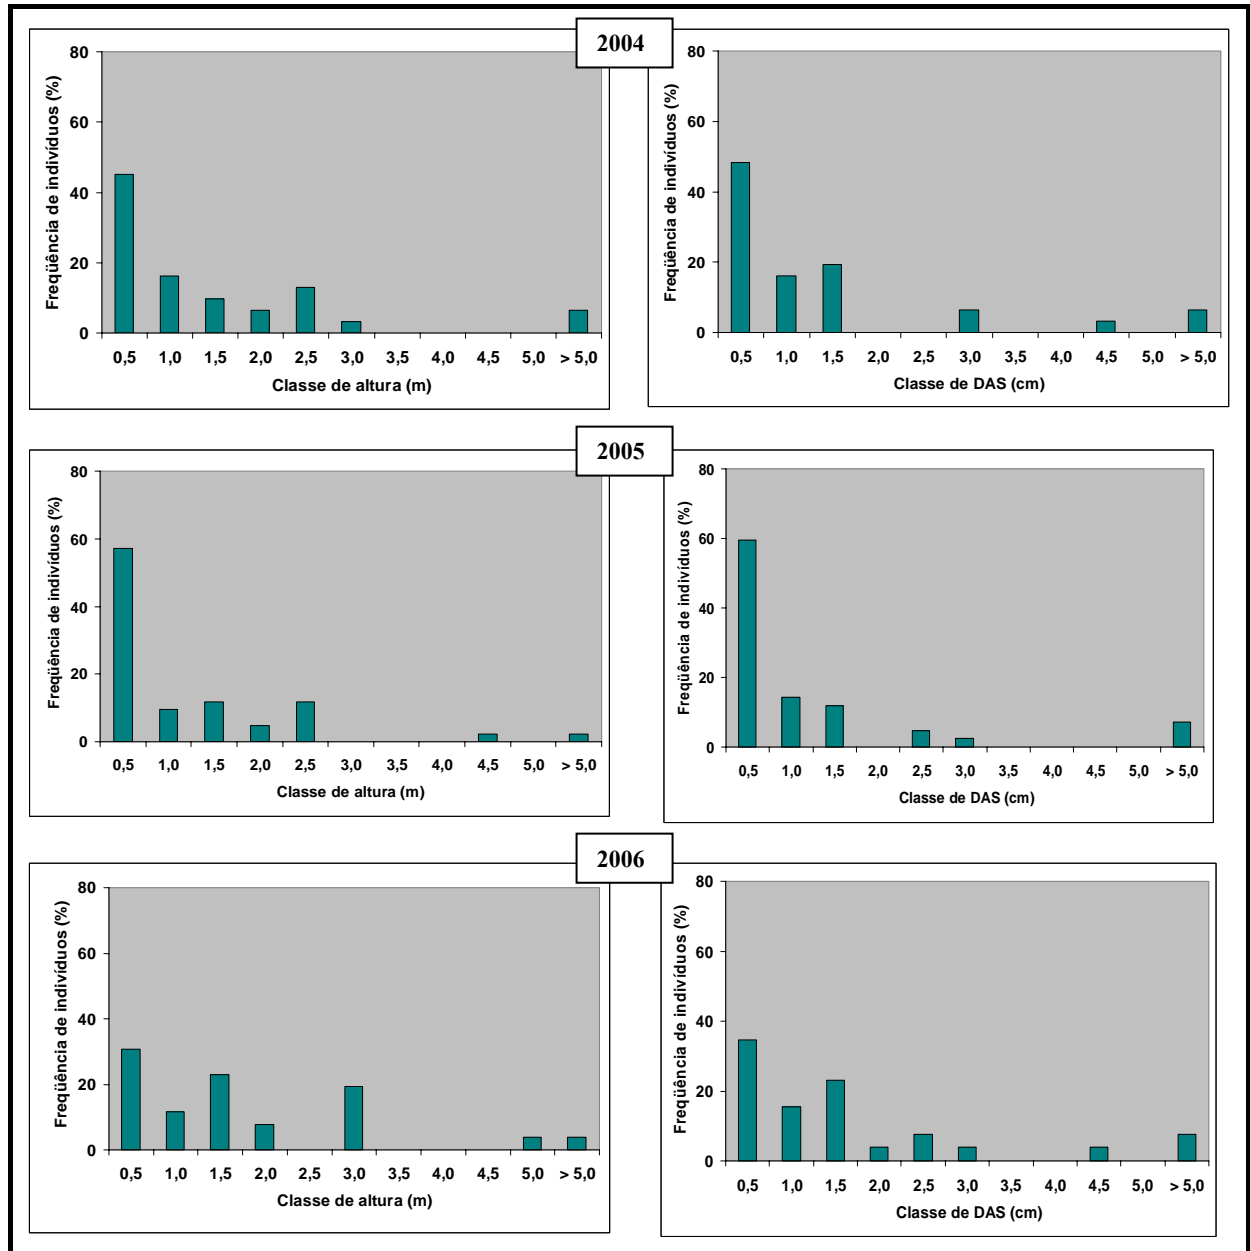 2004
Freqüência de indivíduos (%)
80
60
40
20
0
0,5 1,0 1,5 2,0 2,5 3,0 3,5 4,0 4,5 5,0 > 5,0
Classe de altura (m)
Freqüência de indivíduos (%)
80
60
40
20
0
0,5 1,0 1,5 2,0 2,5 3,0 3,5 4,0 4,5 5,0 > 5,0
Classe de DAS (cm)
2005
Freqüência de indivíduos (%)
80
60
40
20
0
0,5 1,0 1,5 2,0 2,5 3,0 3,5 4,0 4,5 5,0 > 5,0
Classe de altura (m)
Freqüência de indivíduos (%)
80
60
40
20
0
0,5 1,0 1,5 2,0 2,5 3,0 3,5 4,0 4,5 5,0 > 5,0
Classe de DAS (cm)
2006
Freqüência de indivíduos (%)
80
60
40
20
0
0,5 1,0 1,5 2,0 2,5 3,0 3,5 4,0 4,5 5,0 > 5,0
Classe de altura (m)
Freqüência de indivíduos (%)
80
60
40
20
0
0,5 1,0 1,5 2,0 2,5 3,0 3,5 4,0 4,5 5,0 > 5,0
Classe de DAS (cm)